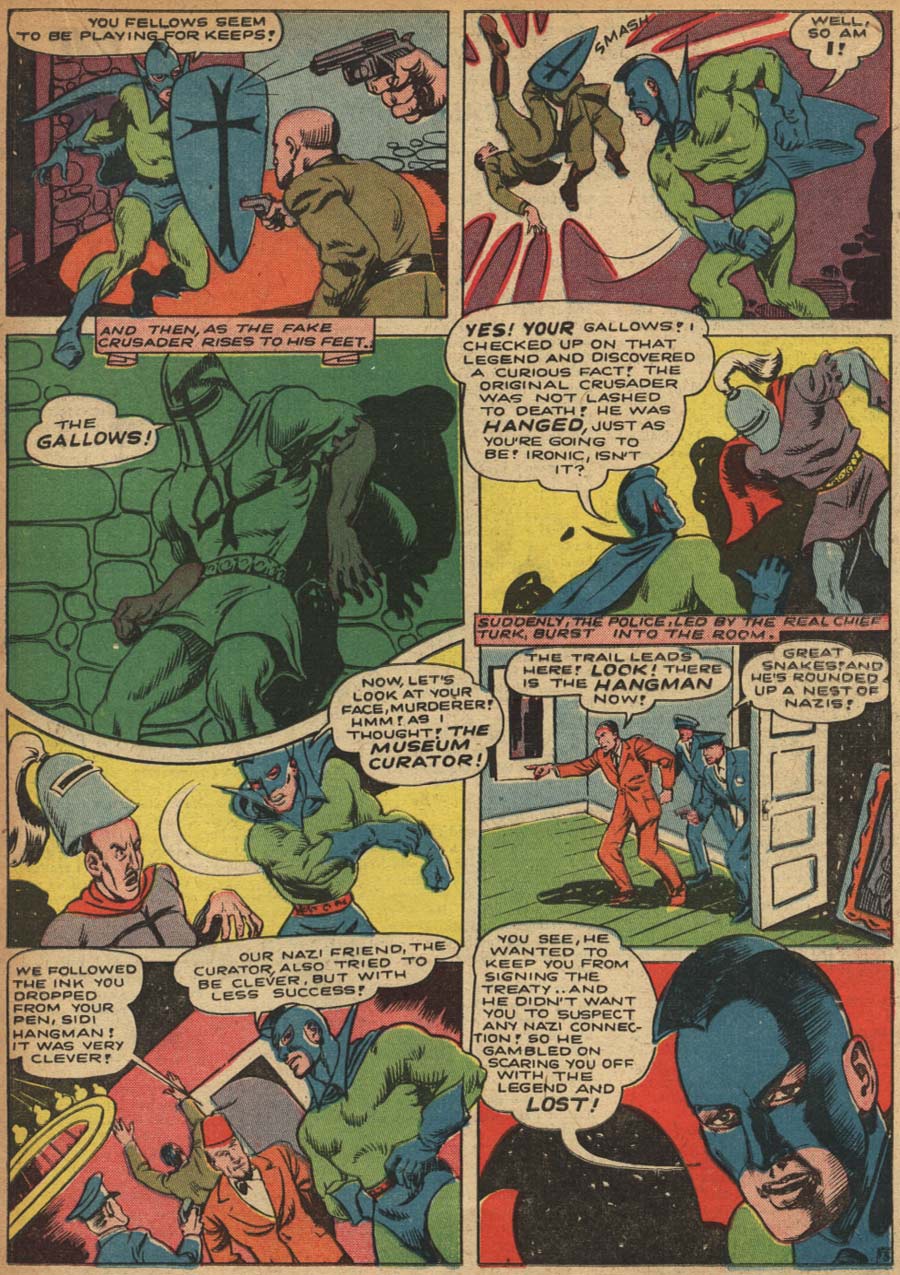 YOU FELLOWS SEEM
TO BE PLAYING FOR KEEPS!
SMASH
WELL,
SO AM
I!
AND THEN, AS THE FAKE
CRUSADER RISES TO HIS FEET..
THE
GALLOWS!
YES! YOUR GALLOWS! I
CHECKED UP ON THAT
LEGEND AND DISCOVERED
A CURIOUS FACT! THE
ORIGINAL CRUSADER
WAS NOT LASHED
TO DEATH! HE WAS
HANGED, JUST AS
YOU'RE GOING TO
BE! IRONIC, ISN'T
IT?
NOW, LET'S
LOOK AT YOUR
FACE, MURDERER!
HMM! AS I
THOUGHT! THE
MUSEUM
CURATOR!
SUDDENLY, THE POLICE, LED BY THE REAL CHIEF
TURK, BURST INTO THE ROOM.
THE TRAIL LEADS
HERE! LOOK! THERE
IS THE HANGMAN
NOW!
GREAT
SNAKES! AND
HE'S ROUNDED
UP A NEST OF
NAZIS!
WE FOLLOWED
THE INK YOU
DROPPED
FROM YOUR
PEN, SIDI
HANGMAN!
IT WAS VERY
CLEVER!
OUR NAZI FRIEND, THE
CURATOR, ALSO TRIED TO
BE CLEVER, BUT WITH
LESS SUCCESS!
YOU SEE, HE
WANTED TO
KEEP YOU FROM
SIGNING THE
TREATY.. AND
HE DIDN'T WANT
YOU TO SUSPECT
ANY NAZI CONNEC-
TION! SO HE
GAMBLED ON
SCARING YOU OFF
WITH THE
LEGEND AND
LOST!